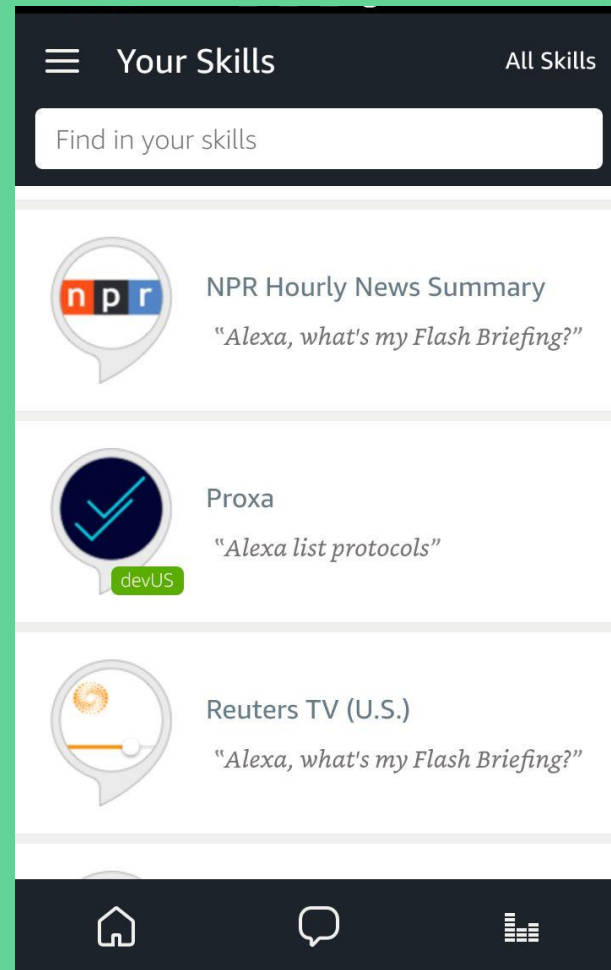 Your Skills
All Skills
Find in your skills
npr
NPR Hourly News Summary
“Alexa, what's my Flash Briefing?”
Proxa
“Alexa list protocols”
devUS
Reuters TV (U.S.)
“Alexa, what's my Flash Briefing?”